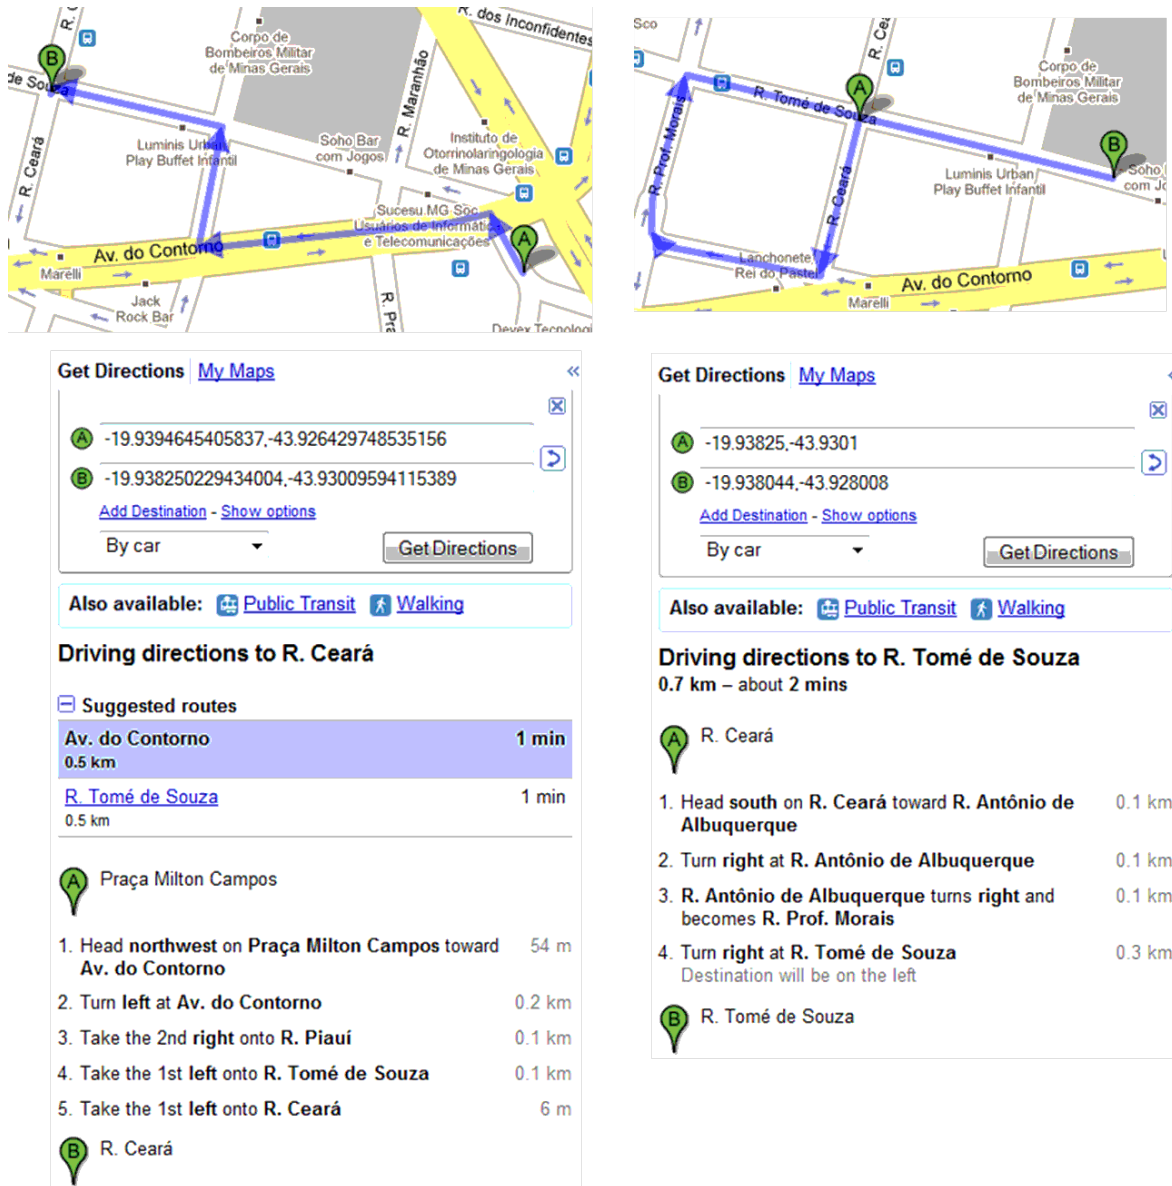 R. C
R. dos Inconfidentes
Corpo de
Bombeiros Militar
de Minas Gerais
B
de Souza
R. Maranhão
Luminis Urban
Play Buffet Infantil
Soho Bar
com Jogos
Instituto de
Otorrinolaringologia
de Minas Gerais
R. Ceará
Sucesu MG Soc
Usuários de Informática
e Telecomunicações
A
Av. do Contorno
Marelli
Jack
Rock Bar
R. Pra
Devex Tecnolog
Sco
R. Cea
Corpo de
Bombeiros Militar
de Minas Gerais
A
R. Tomé de Souza
B
R. Prof. Morais
Luminis Urban
Play Buffet Infantil
Soho
com Jo
R. Ceará
Lanchonete
Rei do Pastel
Av. do Contorno
Marelli
Get Directions My Maps «
A -19.9394645405837,-43.926429748535156
B -19.938250229434004,-43.93009594115389
Add Destination - Show options
By car Get Directions
Also available: Public Transit Walking
Driving directions to R. Ceará
Suggested routes
Av. do Contorno 1 min
0.5 km
R. Tomé de Souza 1 min
0.5 km
A Praça Milton Campos
1. Head northwest on Praça Milton Campos toward 54 m
Av. do Contorno
2. Turn left at Av. do Contorno 0.2 km
3. Take the 2nd right onto R. Piauí 0.1 km
4. Take the 1st left onto R. Tomé de Souza 0.1 km
5. Take the 1st left onto R. Ceará 6 m
B R. Ceará
Get Directions My Maps
A -19.93825,-43.9301
B -19.938044,-43.928008
Add Destination - Show options
By car Get Directions
Also available: Public Transit Walking
Driving directions to R. Tomé de Souza
0.7 km – about 2 mins
A R. Ceará
1. Head south on R. Ceará toward R. Antônio de 0.1 km
Albuquerque
2. Turn right at R. Antônio de Albuquerque 0.1 km
3. R. Antônio de Albuquerque turns right and 0.1 km
becomes R. Prof. Morais
4. Turn right at R. Tomé de Souza 0.3 km
Destination will be on the left
B R. Tomé de Souza